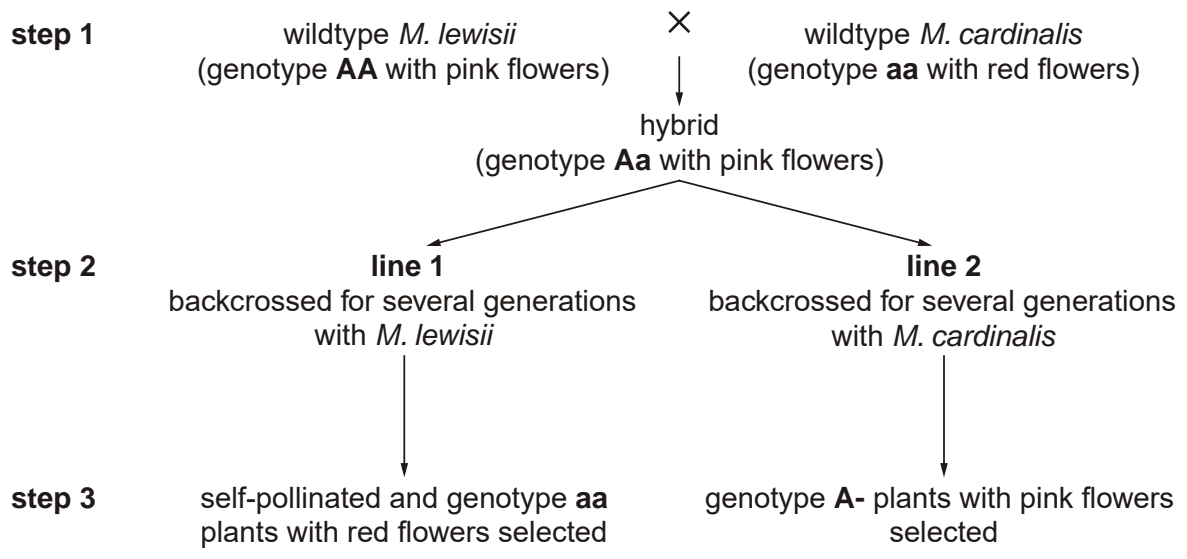 step 1
wildtype M. lewisii × wildtype M. cardinalis
(genotype AA with pink flowers) (genotype aa with red flowers)
hybrid
(genotype Aa with pink flowers)
step 2 line 1 line 2
backcrossed for several generations backcrossed for several generations
with M. lewisii with M. cardinalis
step 3 self-pollinated and genotype aa genotype A- plants with pink flowers
plants with red flowers selected selected